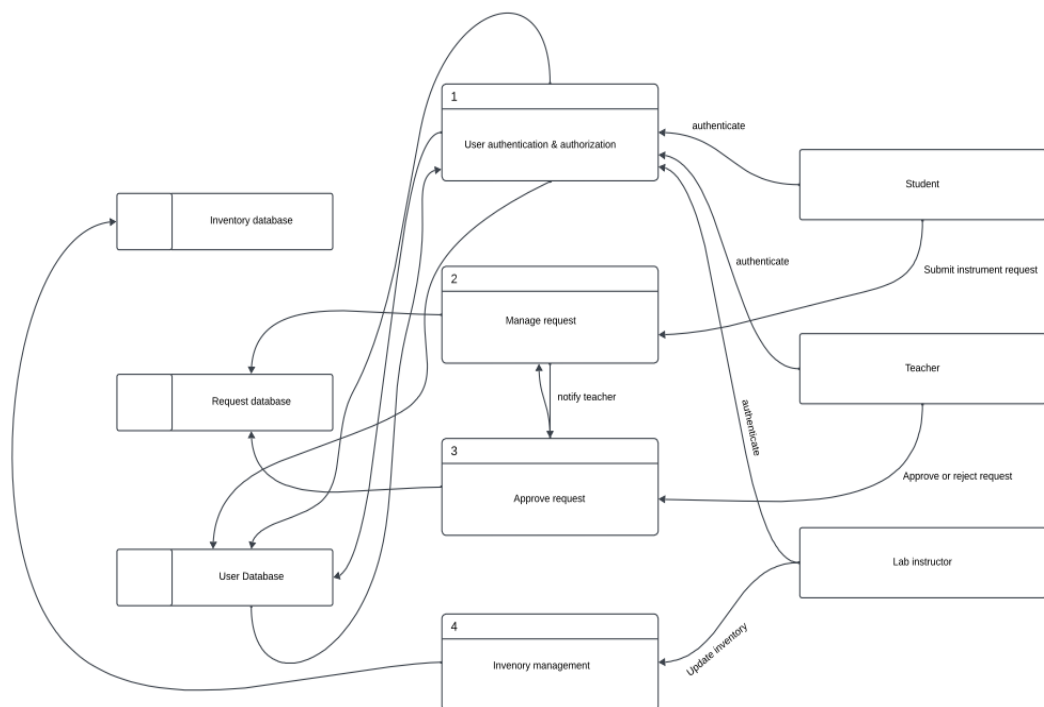 1
User authentication & authorization
authenticate
Student
Inventory database
authenticate
Submit instrument request
2
Manage request
Teacher
Request database
notify teacher
authenticate
3
Approve request
Approve or reject request
User Database
Lab instructor
4
Invenory management
Update inventory